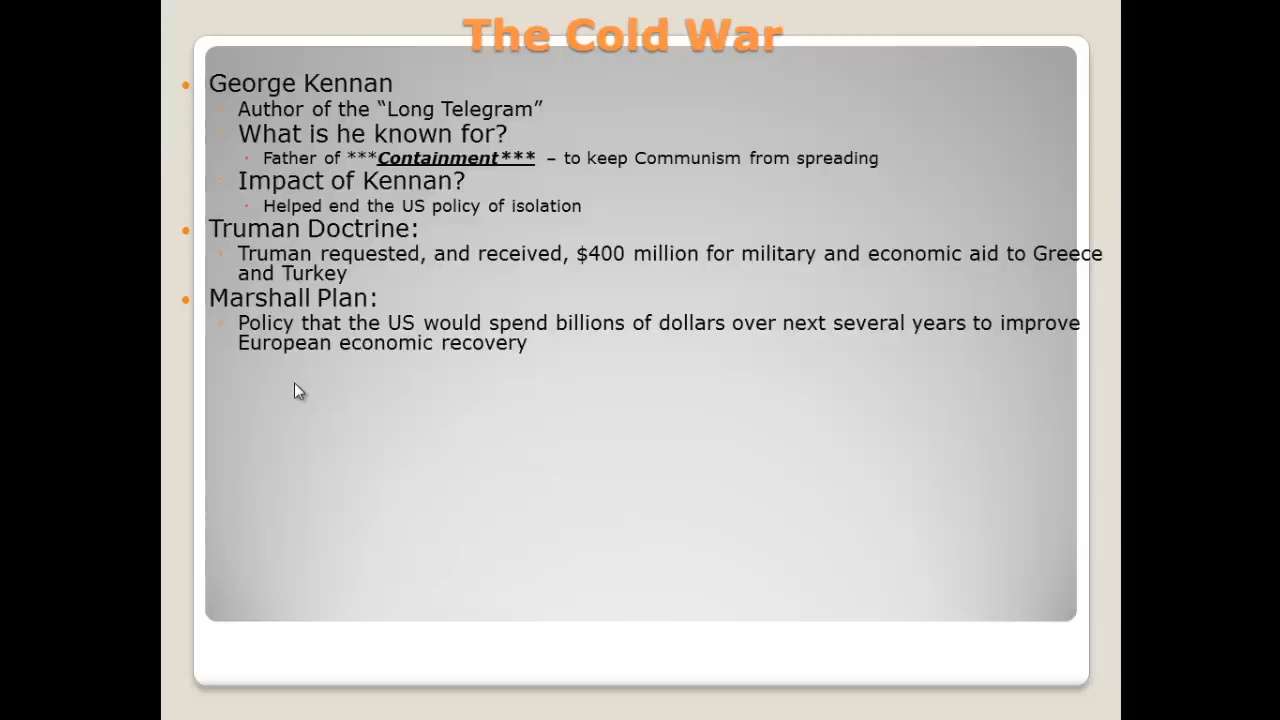 The Cold War
George Kennan
Author of the “Long Telegram”
What is he known for?
Father of ***Containment*** – to keep Communism from spreading
Impact of Kennan?
Helped end the US policy of isolation
Truman Doctrine:
Truman requested, and received, $400 million for military and economic aid to Greece
and Turkey
Marshall Plan:
Policy that the US would spend billions of dollars over next several years to improve
European economic recovery